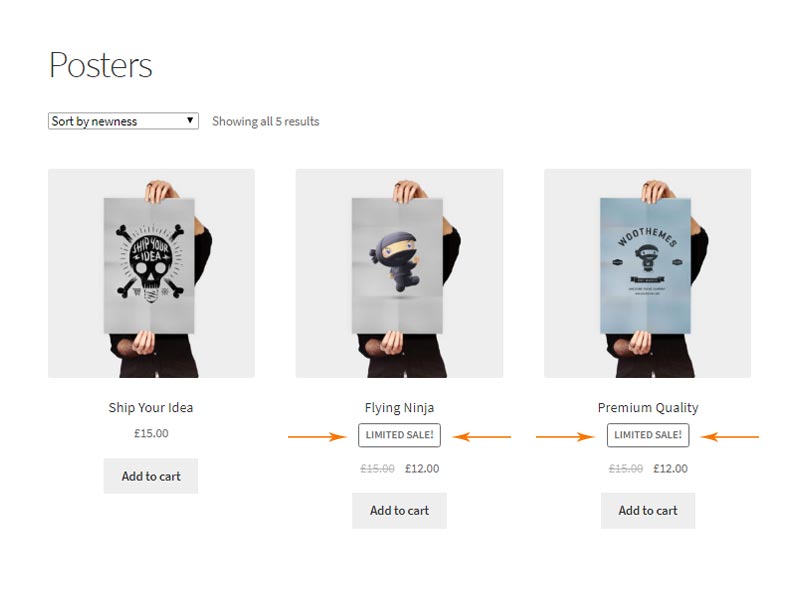 Posters
Sort by newness
Showing all 5 results
SHIP YOUR
IDEA
WOOTHEMES
Ship Your Idea
Flying Ninja
Premium Quality
LIMITED SALE!
LIMITED SALE!
£15.00
£15.00 £12.00
£15.00 £12.00
Add to cart
Add to cart
Add to cart